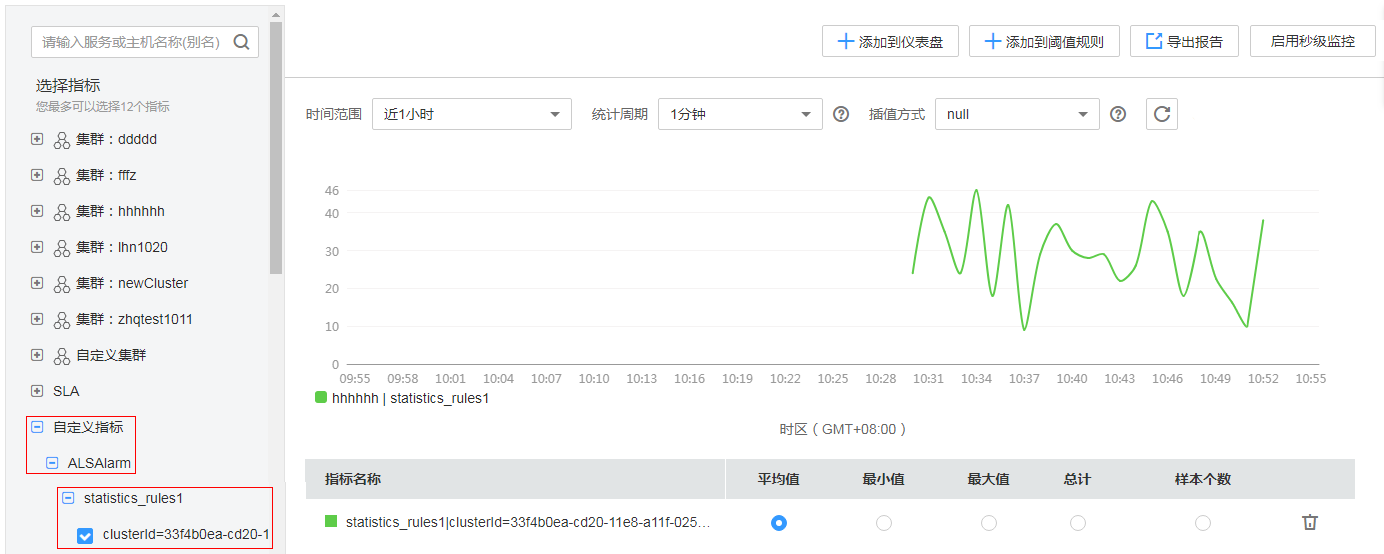 请输入服务或主机名称(别名)
选择指标
您最多可以选择12个指标
集群：ddddd
集群：fffz
集群：hhhhhh
集群：lhn1020
集群：newCluster
集群：zhqtest1011
自定义集群
SLA
自定义指标
ALSAlarm
statistics_rules1
clusterId=33f4b0ea-cd20-1
添加到仪表盘 添加到阈值规则 导出报告 启用秒级监控
时间范围 近1小时 统计周期 1分钟 插值方式 null
46
40
30
20
10
0
09:55 09:58 10:01 10:04 10:07 10:10 10:13 10:16 10:19 10:22 10:25 10:28 10:31 10:34 10:37 10:40 10:43 10:46 10:49 10:52 10:55
hhhhhh | statistics_rules1
时区（GMT+08:00）
指标名称 平均值 最小值 最大值 总计 样本个数
statistics_rules1|clusterId=33f4b0ea-cd20-11e8-a11f-025...